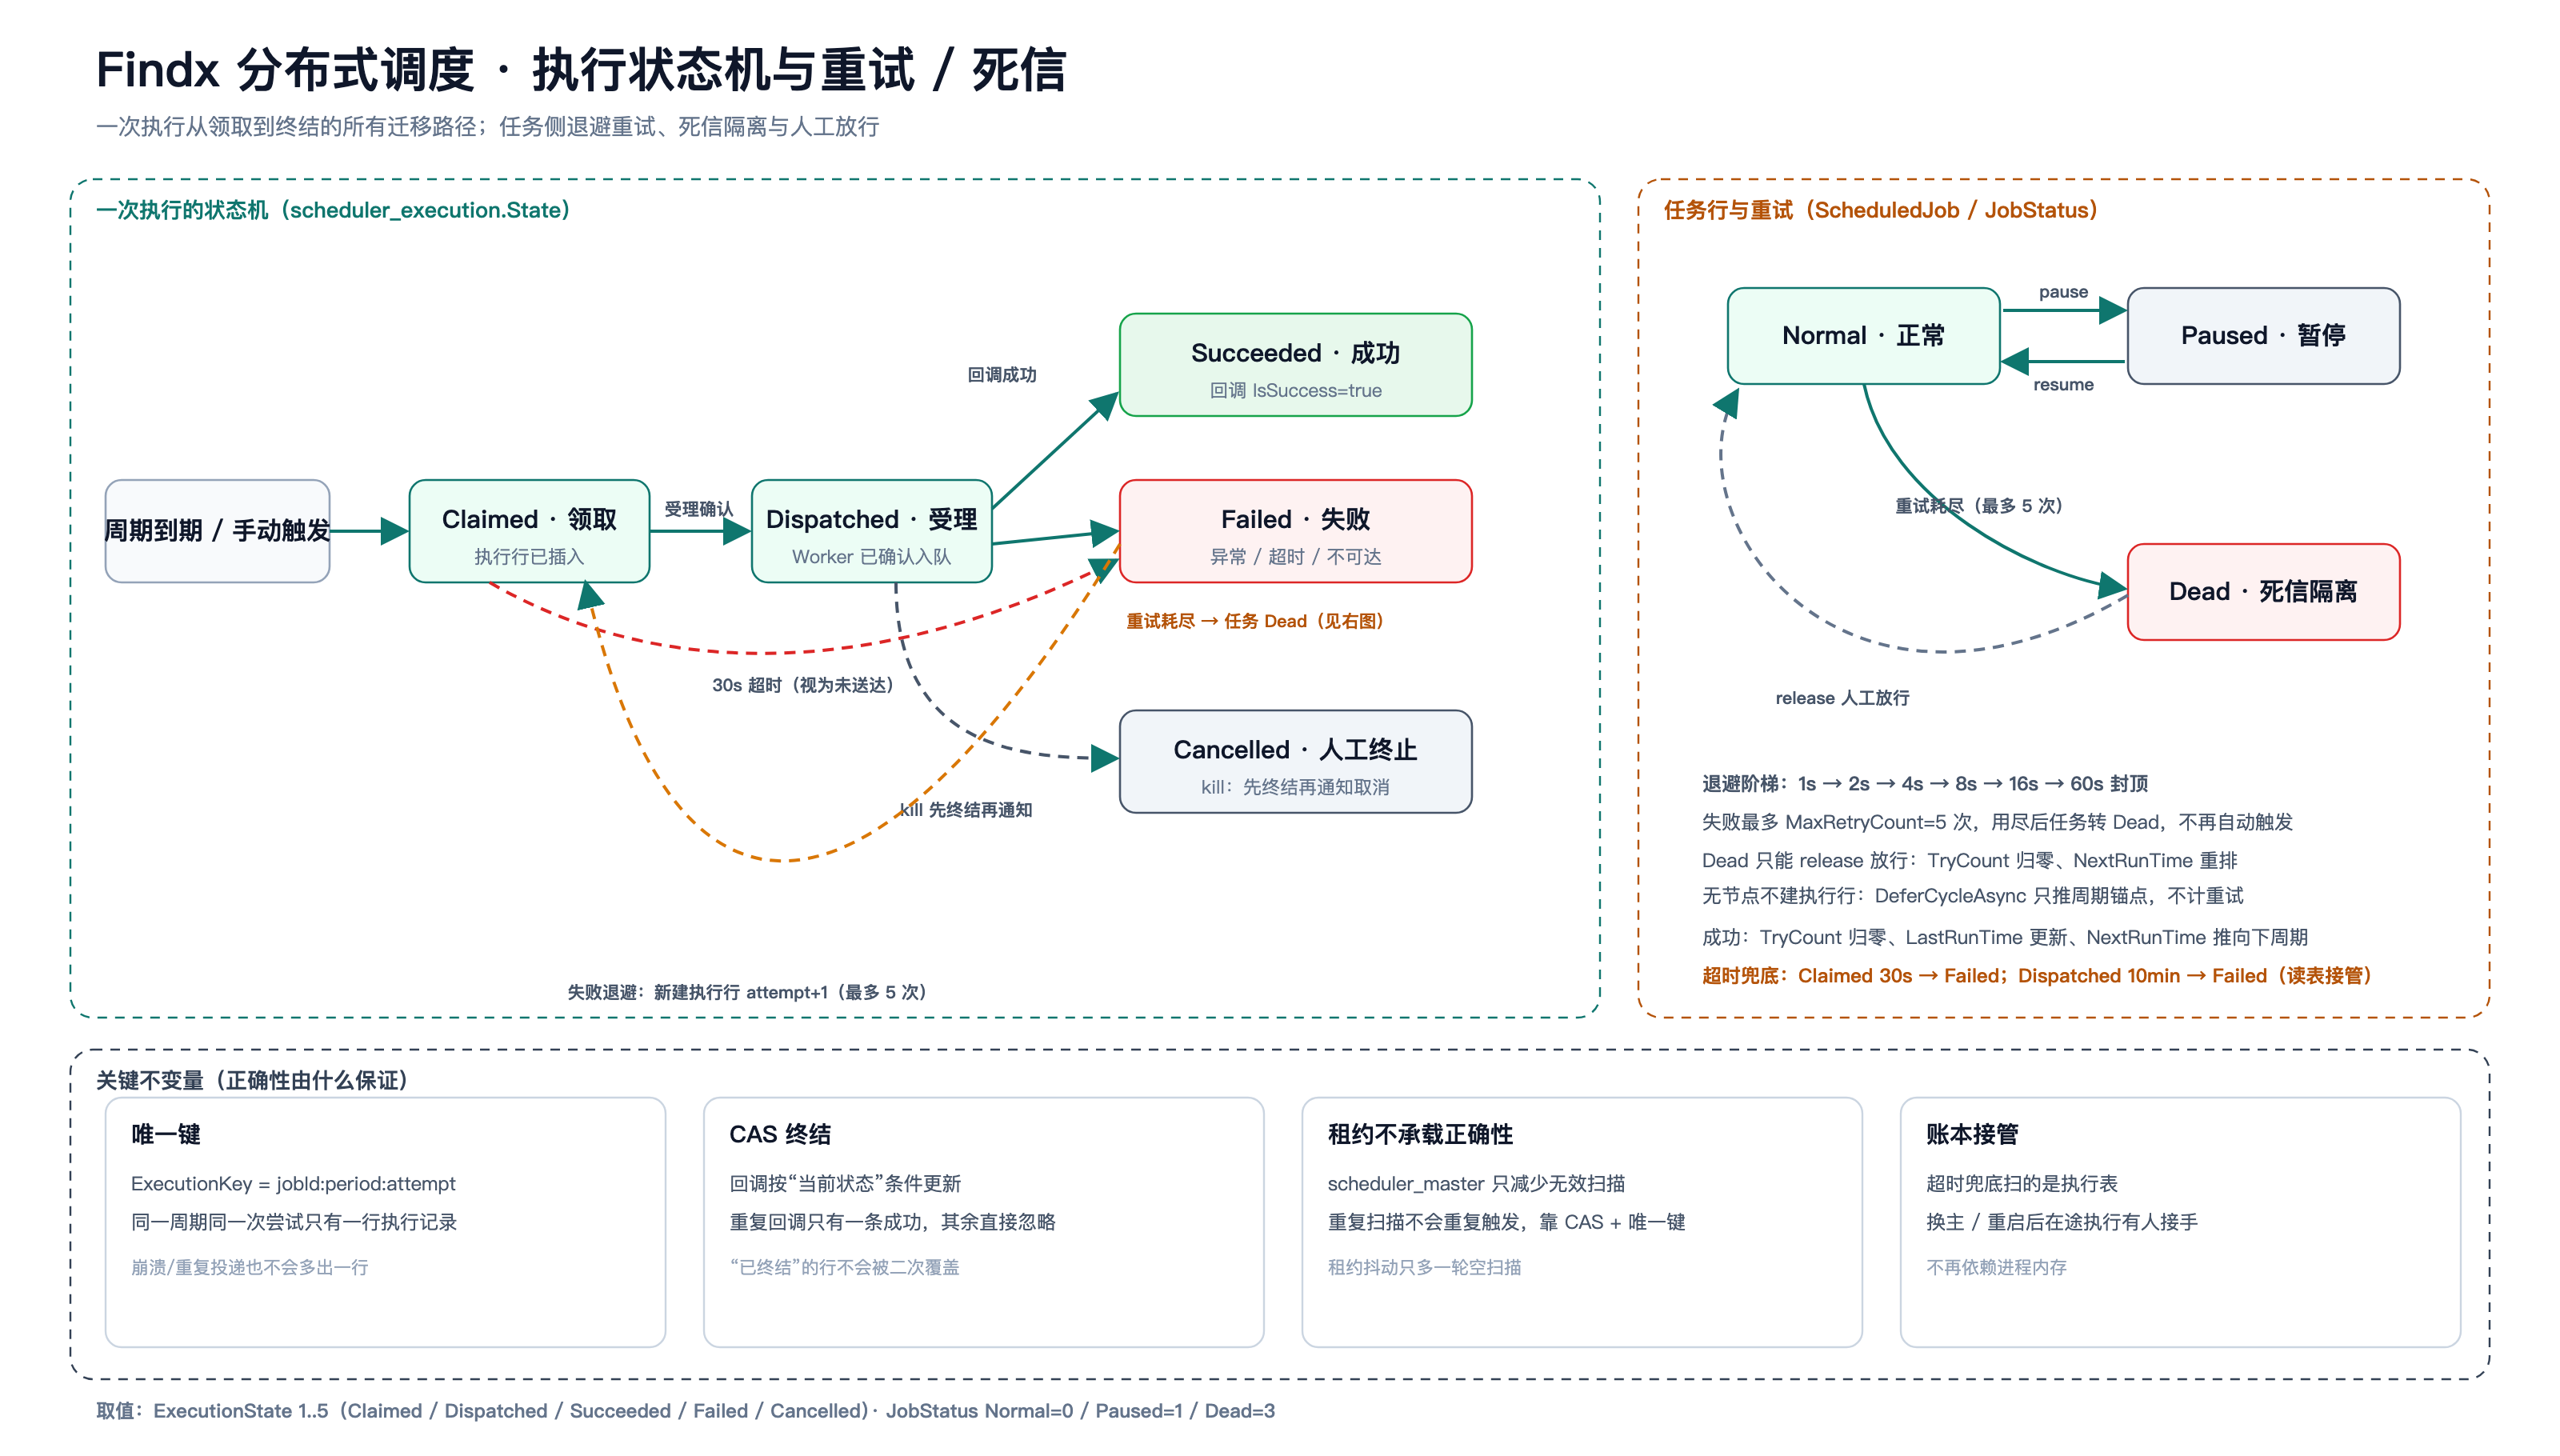 Findx 分布式调度 · 执行状态机与重试 / 死信
一次执行从领取到终结的所有迁移路径；任务侧退避重试、死信隔离与人工放行
一次执行的状态机（scheduler_execution.State）
回调成功
Succeeded · 成功
回调 IsSuccess=true
周期到期 / 手动触发
Claimed · 领取
执行行已插入
受理确认
Dispatched · 受理
Worker 已确认入队
Failed · 失败
异常 / 超时 / 不可达
重试耗尽 → 任务 Dead（见右图）
30s 超时（视为未送达）
Cancelled · 人工终止
kill：先终结再通知取消
kill 先终结再通知
失败退避：新建执行行 attempt+1（最多 5 次）
任务行与重试（ScheduledJob / JobStatus）
Normal · 正常
pause
resume
Paused · 暂停
重试耗尽（最多 5 次）
Dead · 死信隔离
release 人工放行
退避阶梯：1s → 2s → 4s → 8s → 16s → 60s 封顶
失败最多 MaxRetryCount=5 次，用尽后任务转 Dead，不再自动触发
Dead 只能 release 放行：TryCount 归零、NextRunTime 重排
无节点不建执行行：DeferCycleAsync 只推周期锚点，不计重试
成功：TryCount 归零、LastRunTime 更新、NextRunTime 推向下周期
超时兜底：Claimed 30s → Failed；Dispatched 10min → Failed（读表接管）
关键不变量（正确性由什么保证）
唯一键
ExecutionKey = jobId:period:attempt
同一周期同一次尝试只有一行执行记录
崩溃/重复投递也不会多出一行
CAS 终结
回调按“当前状态”条件更新
重复回调只有一条成功，其余直接忽略
“已终结”的行不会被二次覆盖
租约不承载正确性
scheduler_master 只减少无效扫描
重复扫描不会重复触发，靠 CAS + 唯一键
租约抖动只多一轮空扫描
账本接管
超时兜底扫的是执行表
换主 / 重启后在途执行有人接手
不再依赖进程内存
取值：ExecutionState 1..5（Claimed / Dispatched / Succeeded / Failed / Cancelled）· JobStatus Normal=0 / Paused=1 / Dead=3